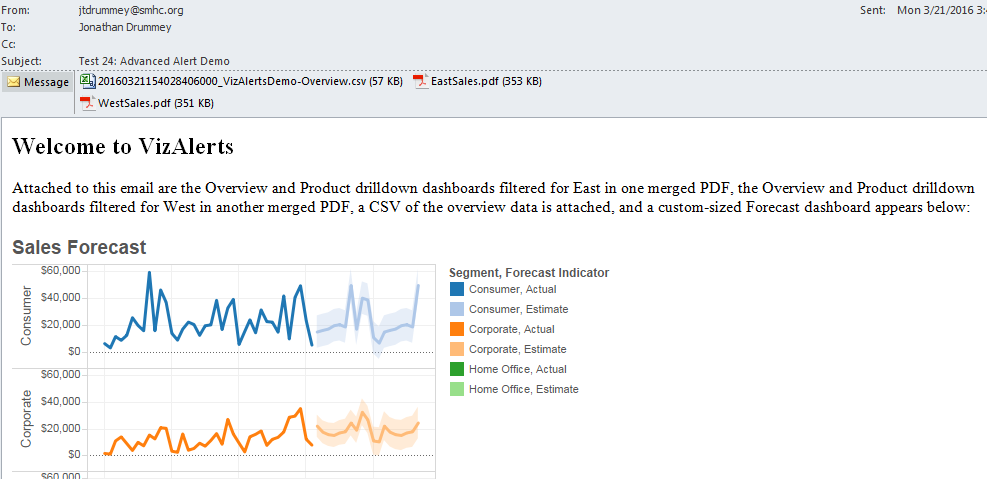 From: jtdrummey@smhc.org Sent: Mon 3/21/2016 3:
To: Jonathan Drummey
Cc:
Subject: Test 24: Advanced Alert Demo
Message 20160321154028406000_VizAlertsDemo-Overview.csv (57 KB) EastSales.pdf (353 KB)
WestSales.pdf (351 KB)
Welcome to VizAlerts
Attached to this email are the Overview and Product drilldown dashboards filtered for East in one merged PDF, the Overview and Product drilldown
dashboards filtered for West in another merged PDF, a CSV of the overview data is attached, and a custom-sized Forecast dashboard appears below:
Sales Forecast
Consumer
$60,000
$40,000
$20,000
$0
Corporate
$60,000
$40,000
$20,000
$0
$60,000
Segment, Forecast Indicator
Consumer, Actual
Consumer, Estimate
Corporate, Actual
Corporate, Estimate
Home Office, Actual
Home Office, Estimate